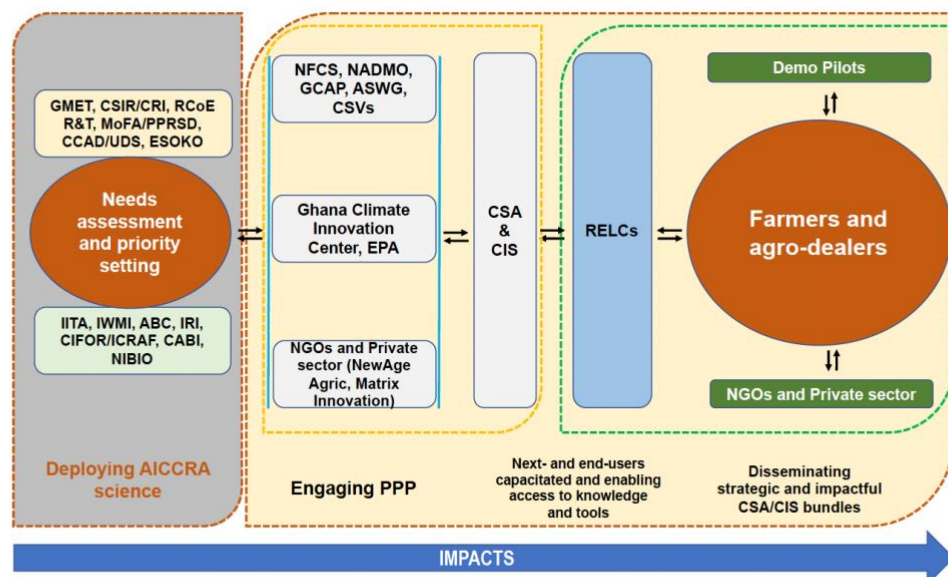 GMET, CSIR/CRI, RCoE
R&T, MoFA/PPRSD,
CCAD/UDS, ESOKO
Needs
assessment
and priority
setting
IITA, IWMI, ABC, IRI,
CIFOR/ICRAF, CABI,
NIBIO
Deploying AICCRA
science
NFCS, NADMO,
GCAP, ASWG,
CSVs
Ghana Climate
Innovation
Center, EPA
NGOs and Private
sector (NewAge
Agric, Matrix
Innovation)
Engaging PPP
CSA
&
CIS
Next- and end-users
capacitated and enabling
access to knowledge
and tools
RELCs
Demo Pilots
Farmers and
agro-dealers
NGOs and Private sector
Disseminating
strategic and impactful
CSA/CIS bundles
IMPACTS